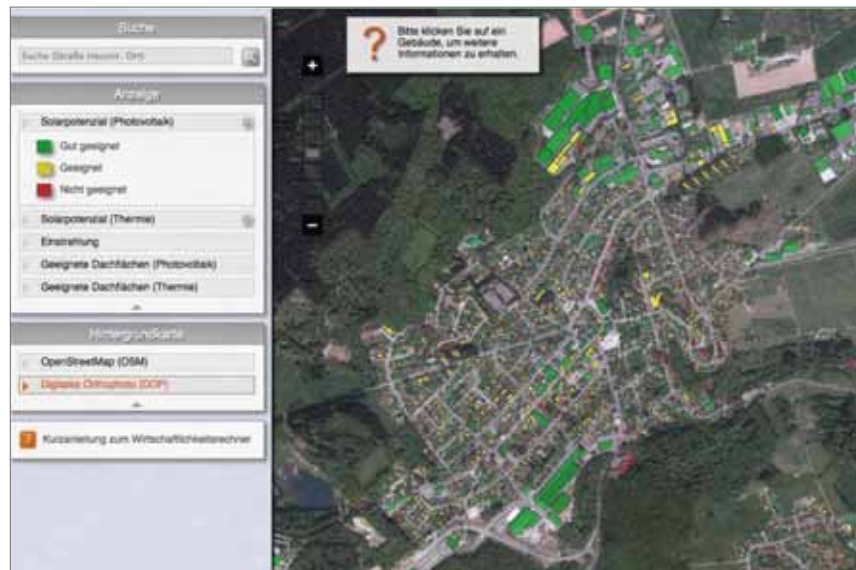 Suche
Suche (Straße Hausnr. Ort)
Anzeige
Solarpotenzial (Photovoltaik)
Gut geeignet
Geeignet
Nicht geeignet
Solarpotenzial (Thermie)
Einstrahlung
Geeignete Dachflächen (Photovoltaik)
Geeignete Dachflächen (Thermie)
Hintergrundkarte
OpenStreetMap (OSM)
Digitales Orthophoto (DOP)
? Kurzanleitung zum Wirtschaftlichkeitsrechner
? Bitte klicken Sie auf ein
Gebäude, um weitere
Informationen zu erhalten.
+
−